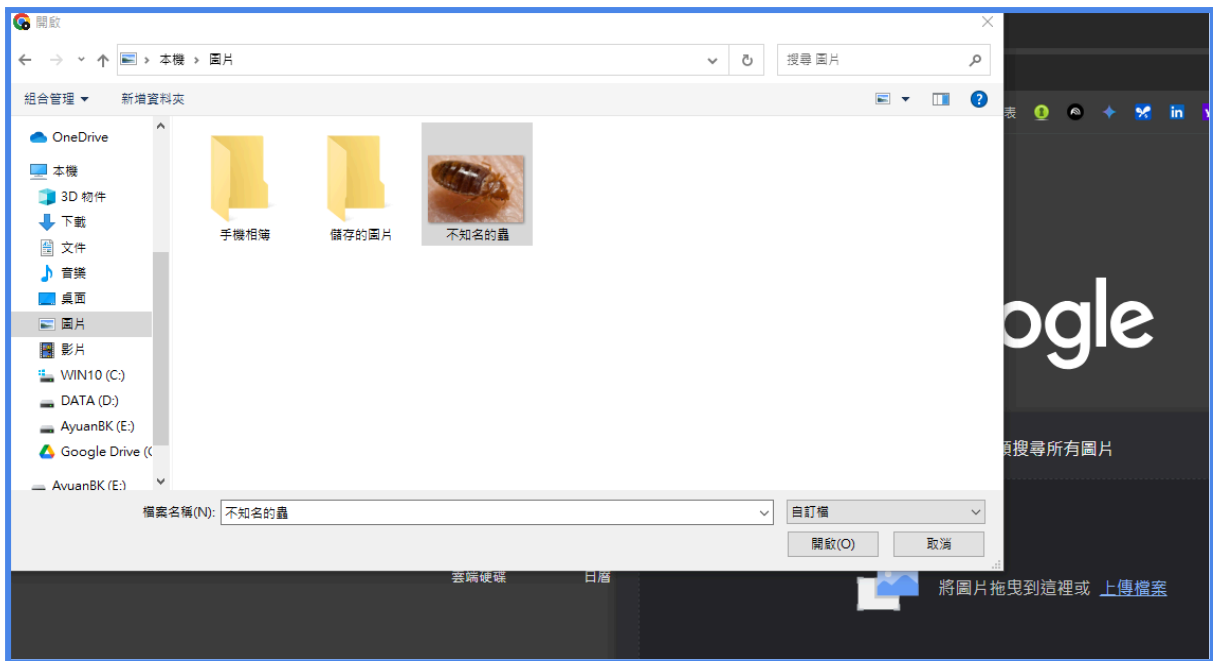 開啟
本機 › 圖片
搜尋 圖片
組合管理
新增資料夾
OneDrive
本機
3D 物件
下載
文件
音樂
桌面
圖片
影片
WIN10 (C:)
DATA (D:)
AyuanBK (E:)
Google Drive (
AyuanBK (E:)
手機相簿
儲存的圖片
不知名的蟲
表
in
ogle
搜尋所有圖片
檔案名稱(N):
不知名的蟲
自訂檔
開啟(O)
取消
雲端硬碟
日曆
將圖片拖曳到這裡或 上傳檔案